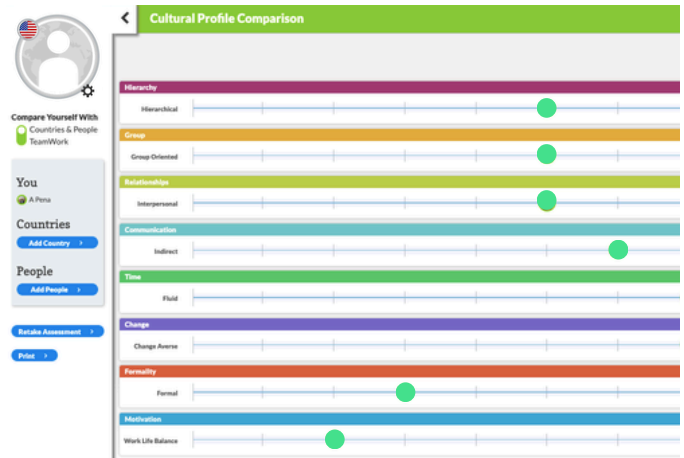 Cultural Profile Comparison
Compare Yourself With
Countries & People
TeamWork
You
A Pena
Countries
Add Country
People
Add People
Retake Assessment
Print
Hierarchy
Hierarchical
Group
Group Oriented
Relationships
Interpersonal
Communication
Indirect
Time
Fluid
Change
Change Averse
Formality
Formal
Motivation
Work Life Balance